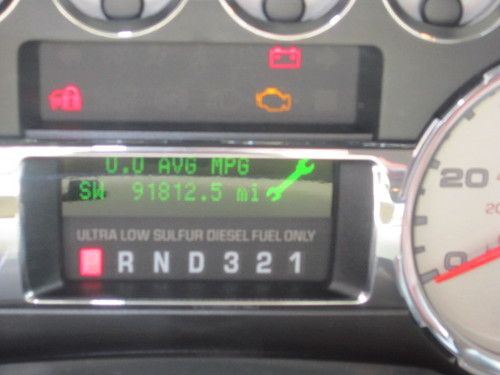 0.0 AVG MPG
SW 91812.5 mi
ULTRA LOW SULFUR DIESEL FUEL ONLY
P R N D 3 2 1
20
20
0